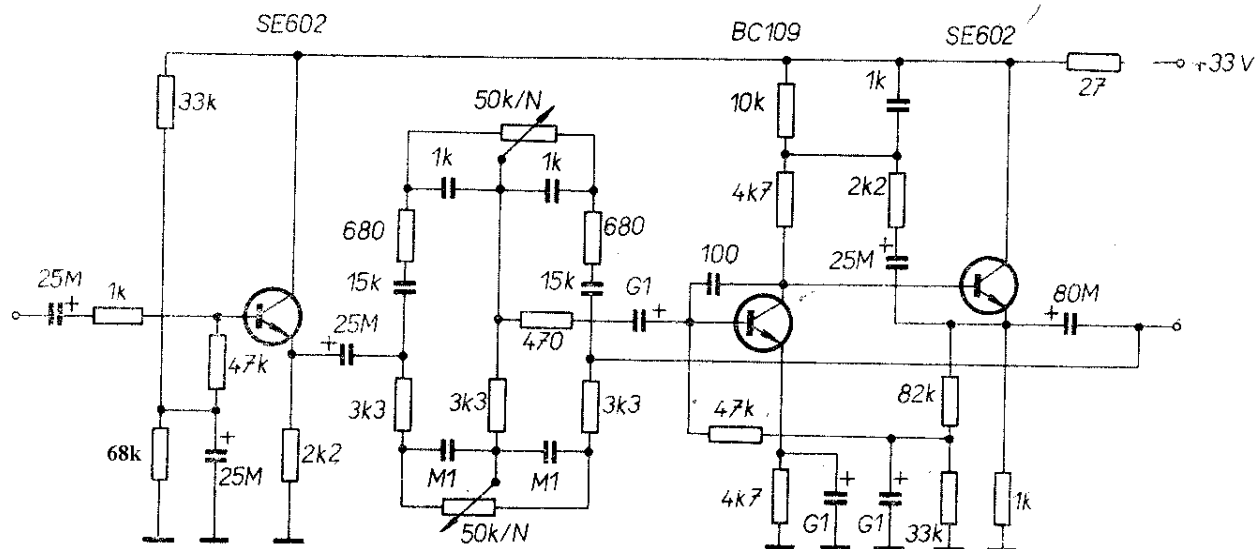 SE602
BC109
SE602
33k
50k/N
10k
1k
27
+33V
1k
1k
4k7
2k2
680
680
100
25M
25M
1k
15k
15k
G1
80M
47k
25M
470
82k
3k3
3k3
3k3
47k
68k
25M
2k2
M1
M1
4k7
G1
G1
33k
1k
50k/N